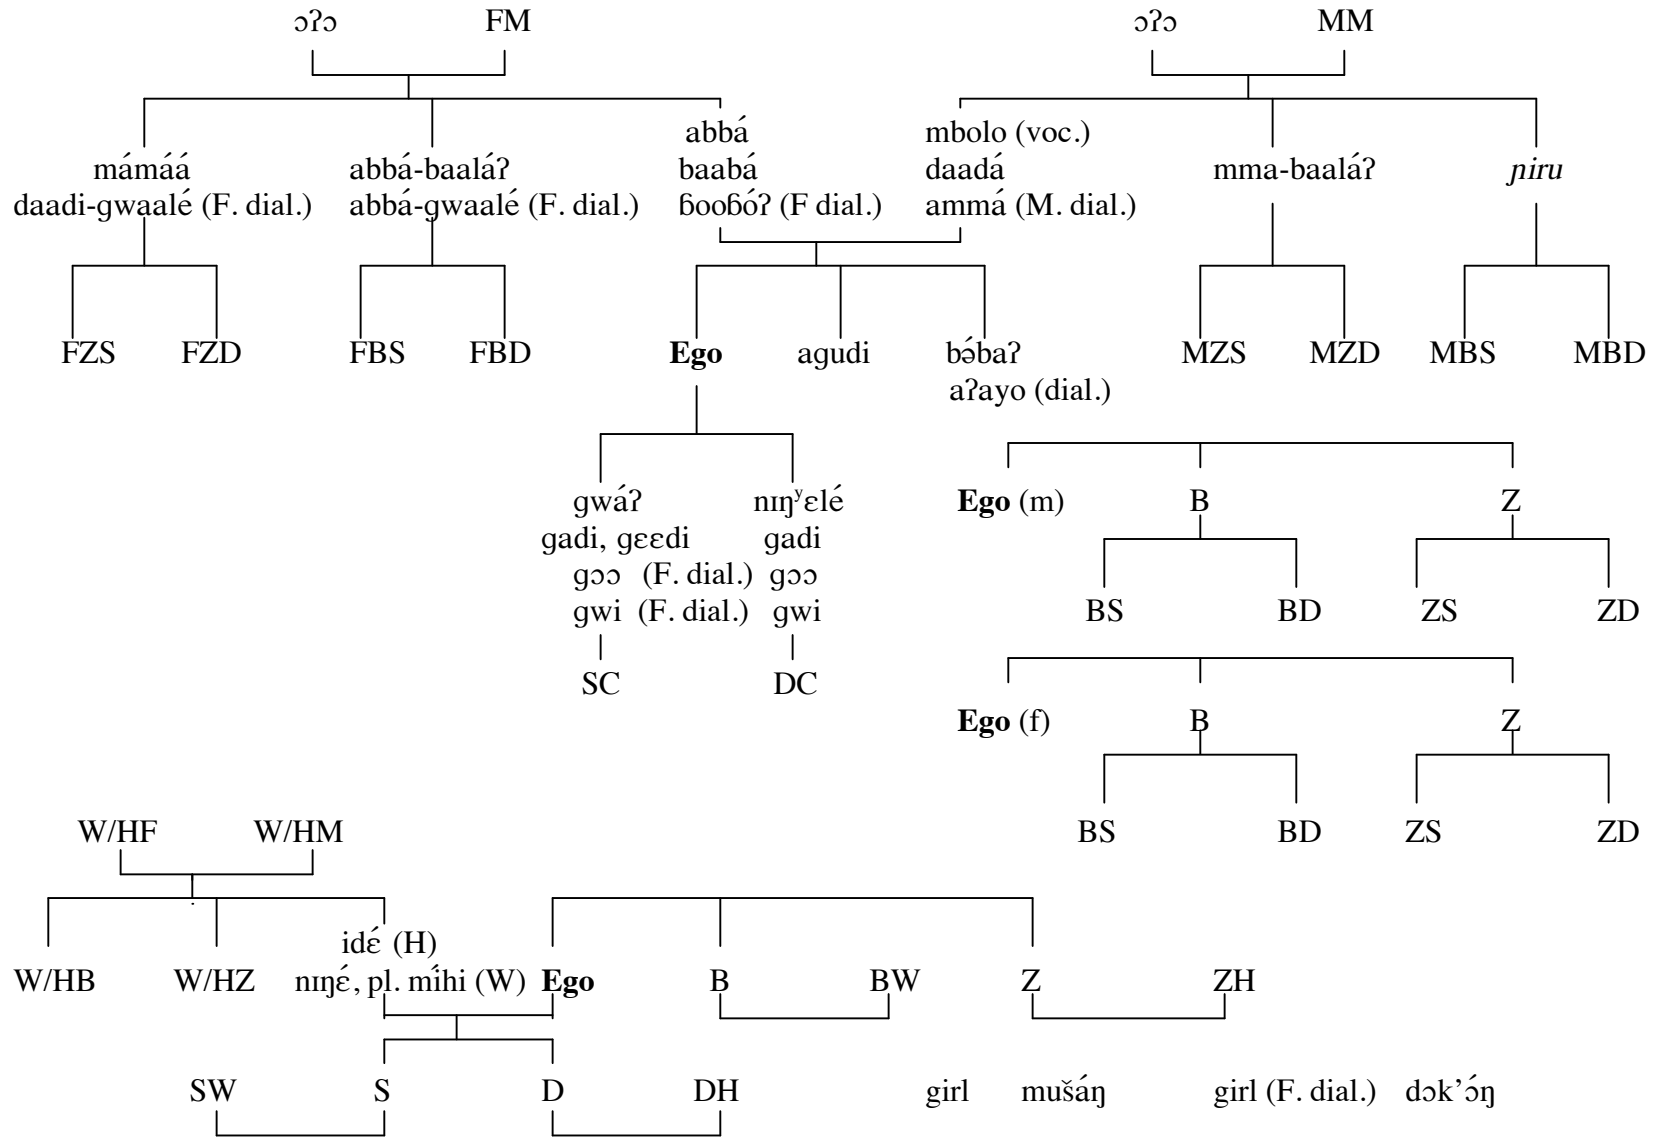 ɔʔɔ FM ɔʔɔ MM
abbá mbolo (voc.)
mámáá abbá-baaláʔ baabá daadá mma-baaláʔ ɲiru
daadi-gwaalé (F. dial.) abbá-gwaalé (F. dial.) ɓooɓóʔ (F dial.) ammá (M. dial.)
FZS FZD FBS FBD Ego agudi bə́baʔ MZS MZD MBS MBD
aʔayo (dial.)
gwáʔ nɪŋʸɛlé Ego (m) B Z
gadi, gɛɛdi gadi
gɔɔ (F. dial.) gɔɔ
gwi (F. dial.) gwi BS BD ZS ZD
SC DC
Ego (f) B Z
W/HF W/HM BS BD ZS ZD
idɛ́ (H)
W/HB W/HZ nɪŋɛ́, pl. míhi (W) Ego B BW Z ZH
SW S D DH girl mušáŋ girl (F. dial.) dɔk’ɔ́ŋ